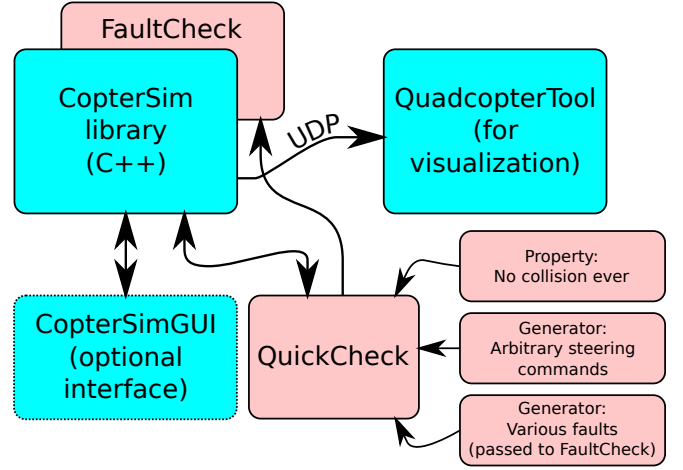 FaultCheck
CopterSim
library
(C++)
UDP
QuadcopterTool
(for
visualization)
CopterSimGUI
(optional
interface)
QuickCheck
Property:
No collision ever
Generator:
Arbitrary steering
commands
Generator:
Various faults
(passed to FaultCheck)